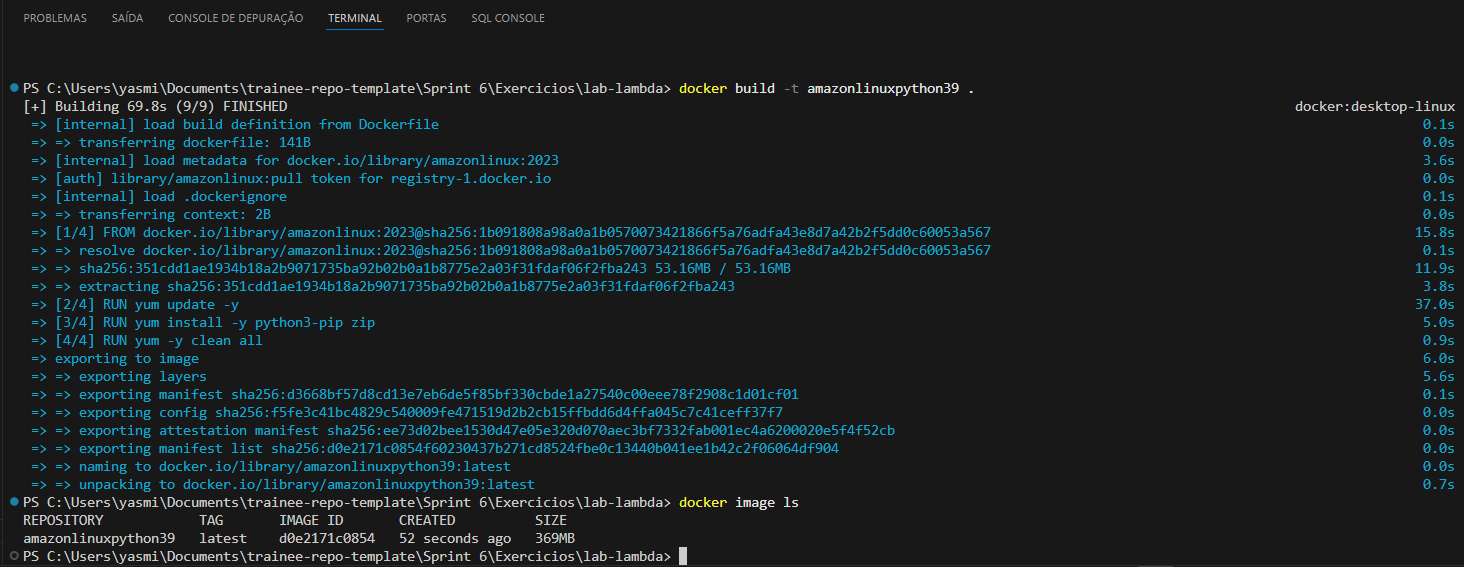 PROBLEMAS SAÍDA CONSOLE DE DEPURAÇÃO TERMINAL PORTAS SQL CONSOLE
PS C:\Users\yasmi\Documents\trainee-repo-template\Sprint 6\Exercicios\lab-lambda> docker build -t amazonlinuxpython39 .
[+] Building 69.8s (9/9) FINISHED docker:desktop-linux
=> [internal] load build definition from Dockerfile 0.1s
=> => transferring dockerfile: 141B 0.0s
=> [internal] load metadata for docker.io/library/amazonlinux:2023 3.6s
=> [auth] library/amazonlinux:pull token for registry-1.docker.io 0.0s
=> [internal] load .dockerignore 0.1s
=> => transferring context: 2B 0.0s
=> [1/4] FROM docker.io/library/amazonlinux:2023@sha256:1b091808a98a0a1b0570073421866f5a76adfa43e8d7a42b2f5dd0c60053a567 15.8s
=> => resolve docker.io/library/amazonlinux:2023@sha256:1b091808a98a0a1b0570073421866f5a76adfa43e8d7a42b2f5dd0c60053a567 0.1s
=> => sha256:351cdd1ae1934b18a2b9071735ba92b02b0a1b8775e2a03f31fdaf06f2fba243 53.16MB / 53.16MB 11.9s
=> => extracting sha256:351cdd1ae1934b18a2b9071735ba92b02b0a1b8775e2a03f31fdaf06f2fba243 3.8s
=> [2/4] RUN yum update -y 37.0s
=> [3/4] RUN yum install -y python3-pip zip 5.0s
=> [4/4] RUN yum -y clean all 0.9s
=> exporting to image 6.0s
=> => exporting layers 5.6s
=> => exporting manifest sha256:d3668bf57d8cd13e7eb6de5f85bf330cbde1a27540c00eee78f2908c1d01cf01 0.1s
=> => exporting config sha256:f5fe3c41bc4829c540009fe471519d2b2cb15ffbdd6d4ffa045c7c41ceff37f7 0.0s
=> => exporting attestation manifest sha256:ee73d02bee1530d47e05e320d070aec3bf7332fab001ec4a6200020e5f4f52cb 0.0s
=> => exporting manifest list sha256:d0e2171c0854f60230437b271cd8524fbe0c13440b041ee1b42c2f06064df904 0.0s
=> => naming to docker.io/library/amazonlinuxpython39:latest 0.0s
=> => unpacking to docker.io/library/amazonlinuxpython39:latest 0.7s
PS C:\Users\yasmi\Documents\trainee-repo-template\Sprint 6\Exercicios\lab-lambda> docker image ls
REPOSITORY TAG IMAGE ID CREATED SIZE
amazonlinuxpython39 latest d0e2171c0854 52 seconds ago 369MB
PS C:\Users\yasmi\Documents\trainee-repo-template\Sprint 6\Exercicios\lab-lambda>